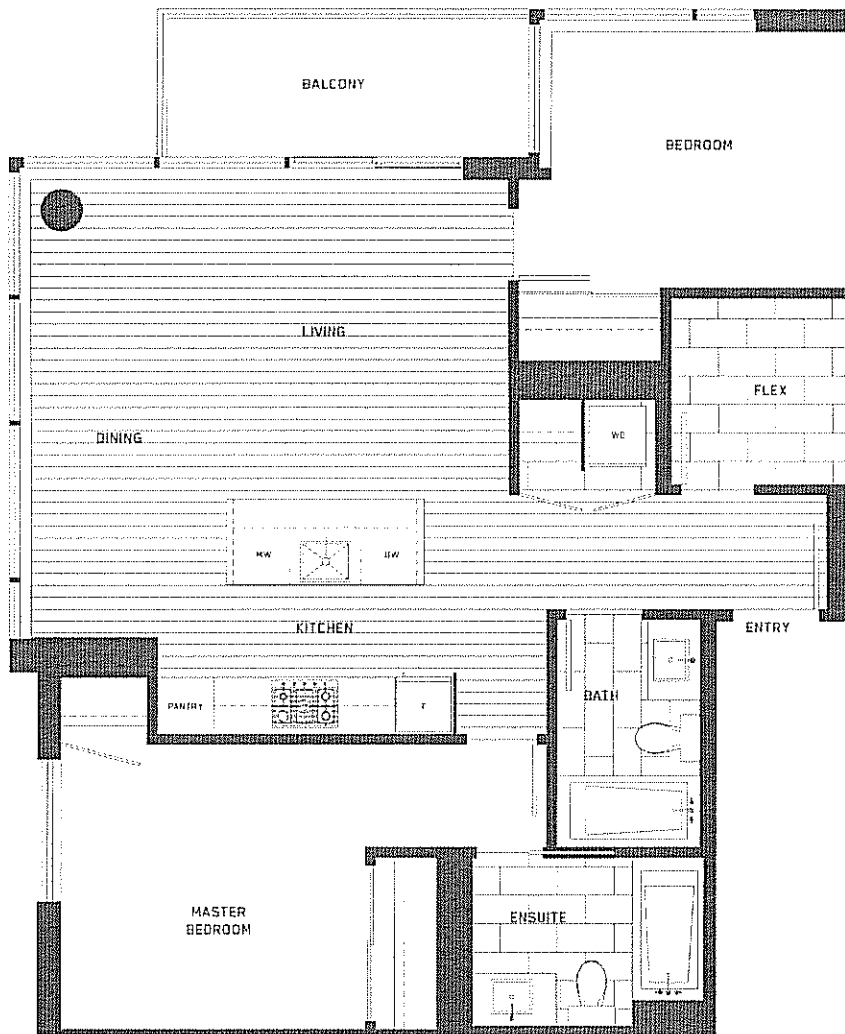 BALCONY
BEDROOM
LIVING
FLEX
DINING
WD
MW
DW
KITCHEN
ENTRY
BATH
PANTRY
F
MASTER
BEDROOM
ENSUITE